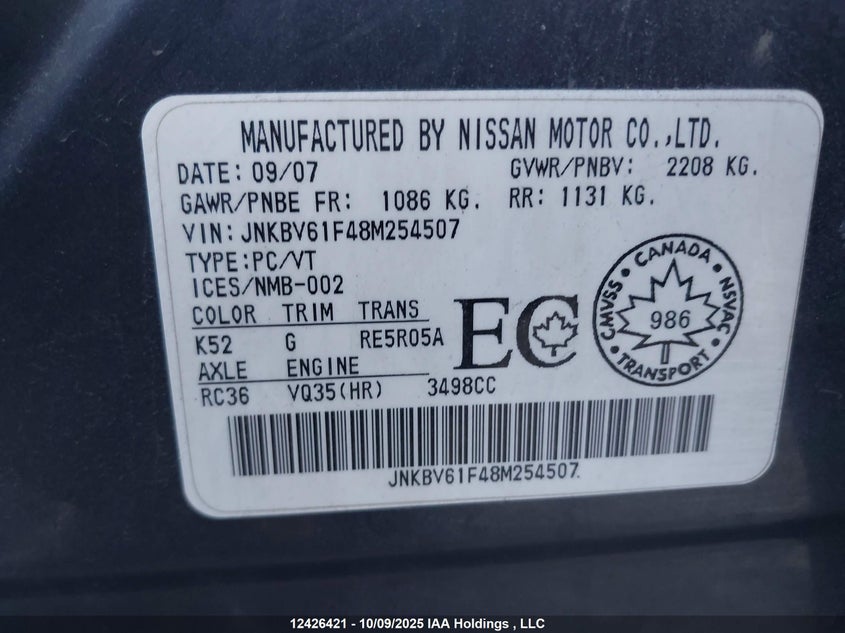 MANUFACTURED BY NISSAN MOTOR CO.,LTD.
DATE: 09/07 GVWR/PNBV: 2208 KG.
GAWR/PNBE FR: 1086 KG. RR: 1131 KG.
VIN: JNKBV61F48M254507
TYPE:PC/VT
ICES/NMB-002
COLOR TRIM TRANS
K52 G RE5R05A
AXLE ENGINE
RC36 VQ35(HR) 3498CC
EC
CANADA
CMVSS 986 NSVAC
TRANSPORT
JNKBV61F48M254507
12426421 - 10/09/2025 IAA Holdings , LLC